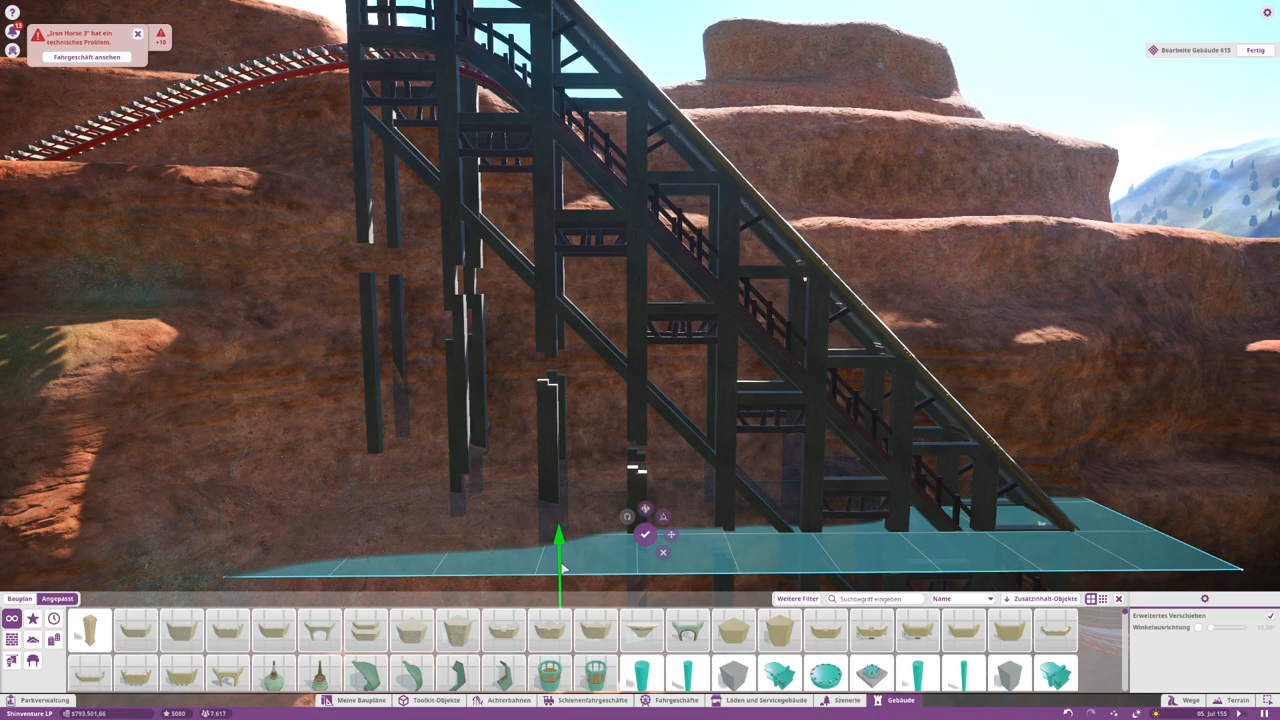 ?
13
„Iron Horse 3" hat ein
technisches Problem.
+10
Fahrgeschäft ansehen
Bearbeite Gebäude 615
Fertig
Bauplan
Angepasst
Weitere Filter
Suchbegriff eingeben
Name
Zusatzinhalt-Objekte
Erweitertes Verschieben
Winkelausrichtung
Parkverwaltung
Meine Baupläne
Toolkit-Objekte
Achterbahnen
Schienenfahrgeschäfte
Fahrgeschäfte
Läden und Servicegebäude
Szenerie
Gebäude
Wege
Terrain
Shinventure LP
$793.501,66
5080
7.617
05. Jul 155